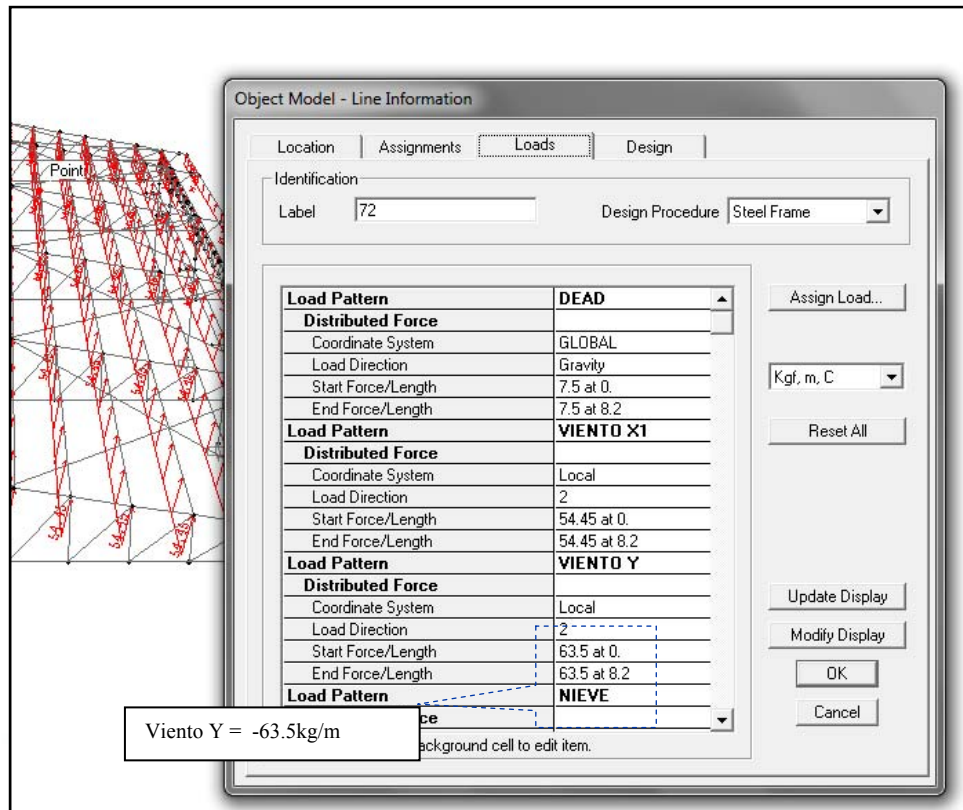 Object Model - Line Information
Location Assignments Loads Design
Point
Identification
Label 72 Design Procedure Steel Frame
Load Pattern DEAD
Distributed Force
Coordinate System GLOBAL
Load Direction Gravity
Start Force/Length 7.5 at 0.
End Force/Length 7.5 at 8.2
Load Pattern VIENTO X1
Distributed Force
Coordinate System Local
Load Direction 2
Start Force/Length 54.45 at 0.
End Force/Length 54.45 at 8.2
Load Pattern VIENTO Y
Distributed Force
Coordinate System Local
Load Direction 2
Start Force/Length 63.5 at 0.
End Force/Length 63.5 at 8.2
Load Pattern NIEVE
Assign Load...
Kgf, m, C
Reset All
Update Display
Modify Display
OK
Cancel
Viento Y = -63.5kg/m
ackground cell to edit item.